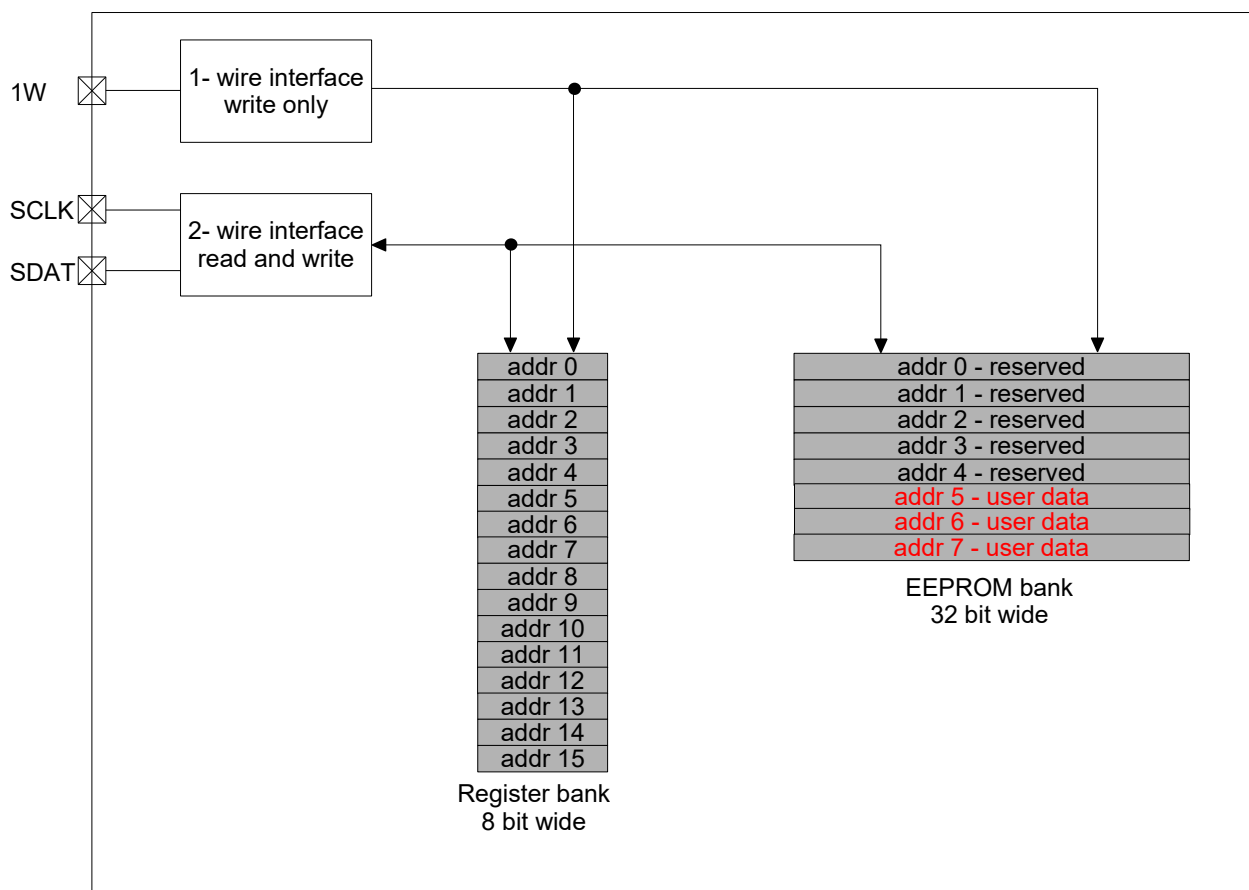 1W
1- wire interface
write only
SCLK
SDAT
2- wire interface
read and write
addr 0
addr 1
addr 2
addr 3
addr 4
addr 5
addr 6
addr 7
addr 8
addr 9
addr 10
addr 11
addr 12
addr 13
addr 14
addr 15
Register bank
8 bit wide
addr 0 - reserved
addr 1 - reserved
addr 2 - reserved
addr 3 - reserved
addr 4 - reserved
addr 5 - user data
addr 6 - user data
addr 7 - user data
EEPROM bank
32 bit wide